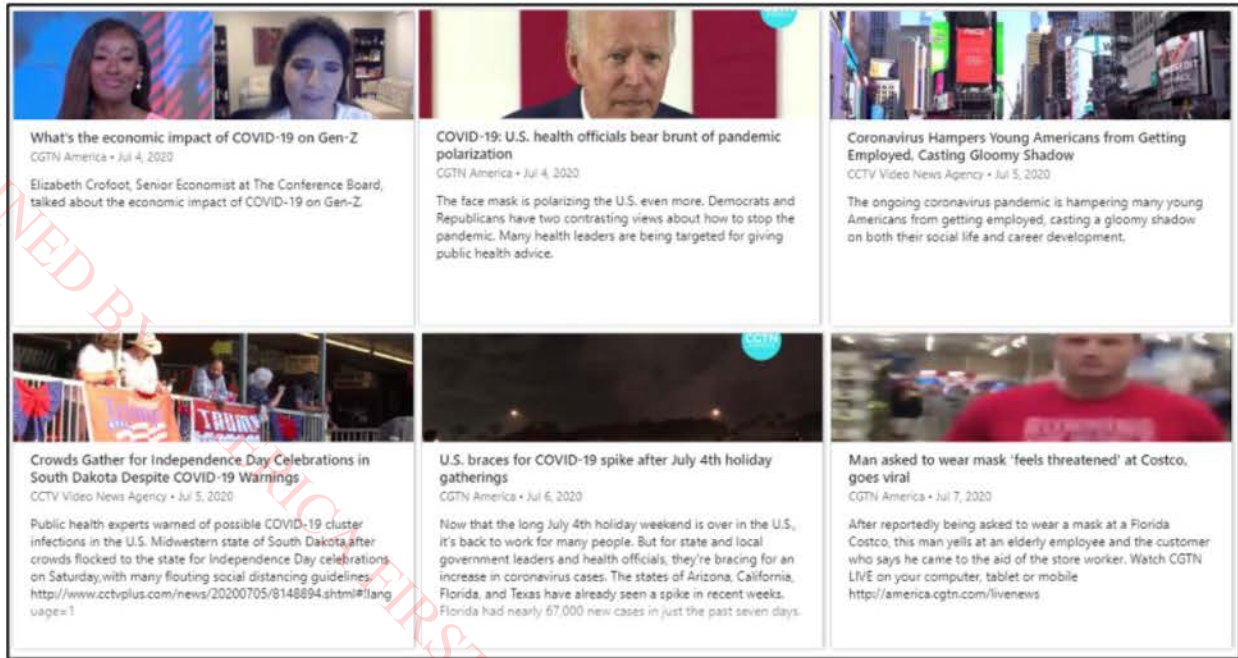 What's the economic impact of COVID-19 on Gen-Z
CGTN America • Jul 4, 2020
Elizabeth Crofoot, Senior Economist at The Conference Board,
talked about the economic impact of COVID-19 on Gen-Z.
COVID-19: U.S. health officials bear brunt of pandemic
polarization
CGTN America • Jul 4, 2020
The face mask is polarizing the U.S. even more. Democrats and
Republicans have two contrasting views about how to stop the
pandemic. Many health leaders are being targeted for giving
public health advice.
Coronavirus Hampers Young Americans from Getting
Employed, Casting Gloomy Shadow
CCTV Video News Agency • Jul 5, 2020
The ongoing coronavirus pandemic is hampering many young
Americans from getting employed, casting a gloomy shadow
on both their social life and career development.
TRUMP
CGTN
Crowds Gather for Independence Day Celebrations in
South Dakota Despite COVID-19 Warnings
CCTV Video News Agency • Jul 5, 2020
Public health experts warned of possible COVID-19 cluster
infections in the U.S. Midwestern state of South Dakota after
crowds flocked to the state for Independence Day celebrations
on Saturday,with many flouting social distancing guidelines.
http://www.cctvplus.com/news/20200705/8148894.shtml#!lang
uage=1
U.S. braces for COVID-19 spike after July 4th holiday
gatherings
CGTN America • Jul 6, 2020
Now that the long July 4th holiday weekend is over in the U.S.,
it's back to work for many people. But for state and local
government leaders and health officials, they're bracing for an
increase in coronavirus cases. The states of Arizona, California,
Florida, and Texas have already seen a spike in recent weeks.
Florida had nearly 67,000 new cases in just the past seven days.
Man asked to wear mask 'feels threatened' at Costco,
goes viral
CGTN America • Jul 7, 2020
After reportedly being asked to wear a mask at a Florida
Costco, this man yells at an elderly employee and the customer
who says he came to the aid of the store worker. Watch CGTN
LIVE on your computer, tablet or mobile
http://america.cgtn.com/livenews
NED BY AMERICA FIRST